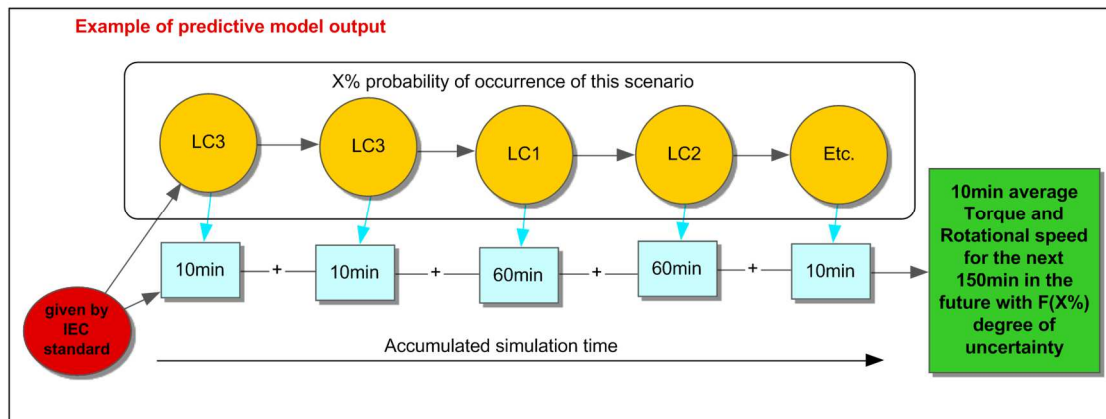 Example of predictive model output
X% probability of occurrence of this scenario
LC3
LC3
LC1
LC2
Etc.
10min
+
10min
+
60min
+
60min
+
10min
given by
IEC
standard
Accumulated simulation time
10min average
Torque and
Rotational speed
for the next
150min in the
future with F(X%)
degree of
uncertainty